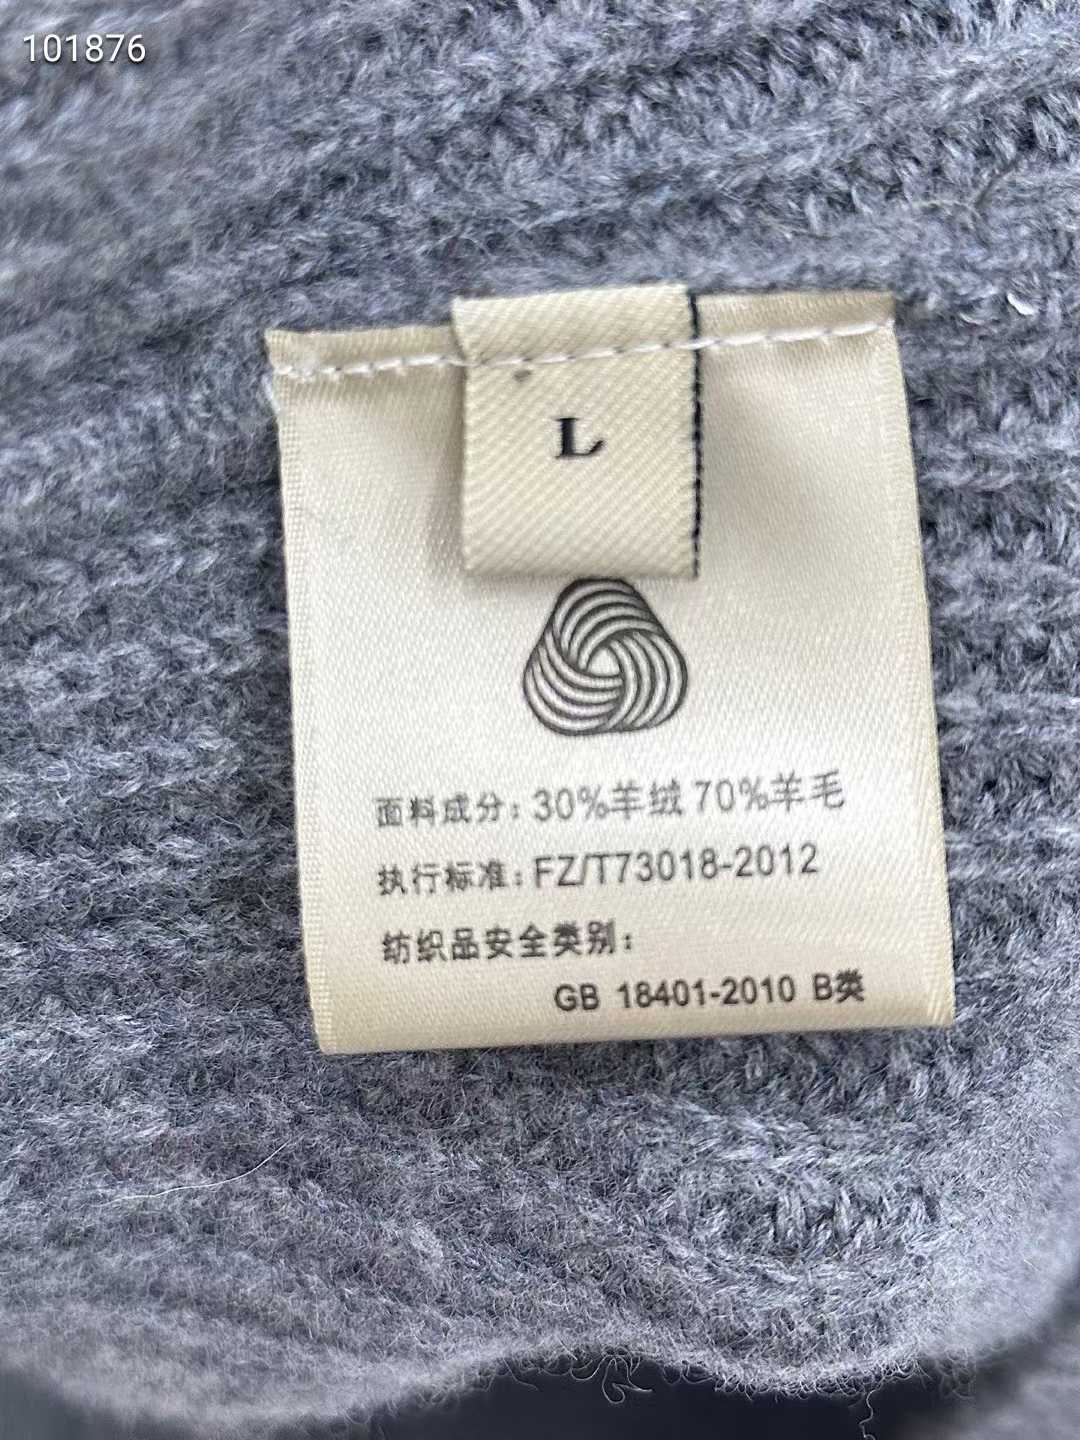 101876
L
面料成分：30%羊绒 70%羊毛
执行标准：FZ/T73018-2012
纺织品安全类别：
GB 18401-2010 B类